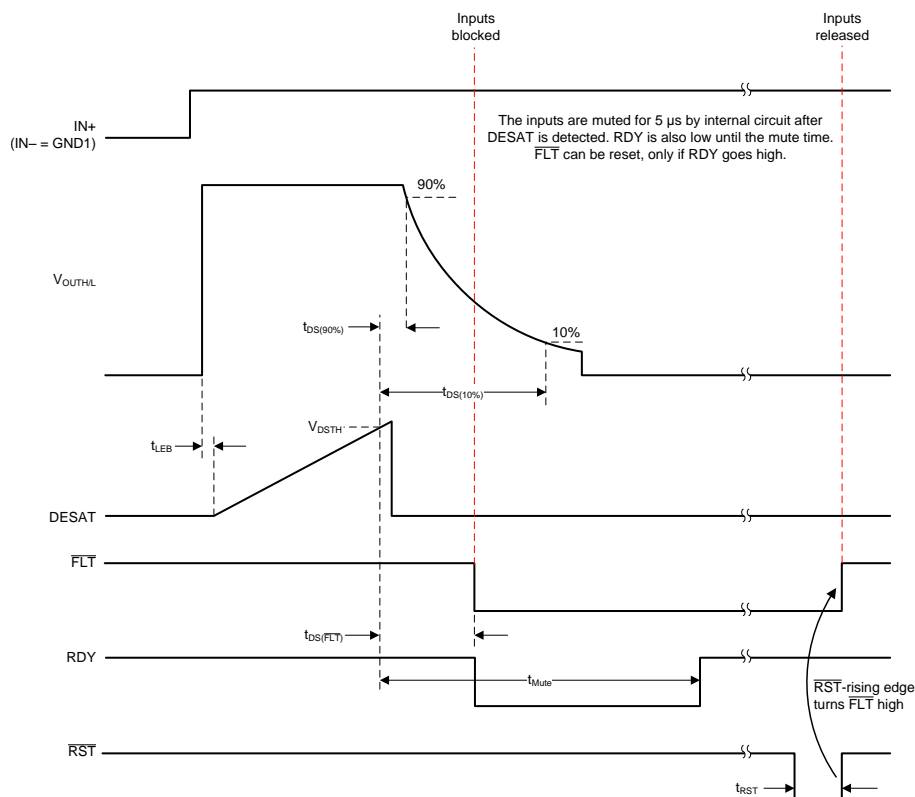 Inputs
blocked
Inputs
released
IN+
(IN– = GND1)
The inputs are muted for 5 µs by internal circuit after
DESAT is detected. RDY is also low until the mute time.
FLT can be reset, only if RDY goes high.
90%
VOUTH/L
tDS(90%)
10%
tDS(10%)
VDSTH
tLEB
DESAT
FLT
tDS(FLT)
RDY
tMute
RST-rising edge
turns FLT high
RST
tRST